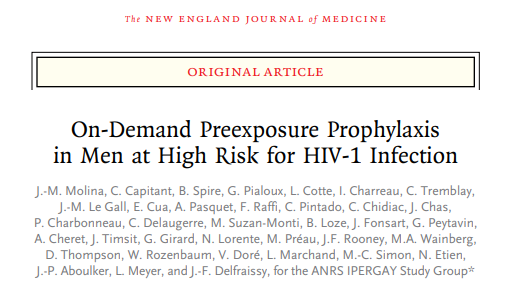 The NEW ENGLAND JOURNAL of MEDICINE
ORIGINAL ARTICLE
On-Demand Preexposure Prophylaxis
in Men at High Risk for HIV-1 Infection
J.-M. Molina, C. Capitant, B. Spire, G. Pialoux, L. Cotte, I. Charreau, C. Tremblay,
J.-M. Le Gall, E. Cua, A. Pasquet, F. Raffi, C. Pintado, C. Chidiac, J. Chas,
P. Charbonneau, C. Delaugerre, M. Suzan-Monti, B. Loze, J. Fonsart, G. Peytavin,
A. Cheret, J. Timsit, G. Girard, N. Lorente, M. Préau, J.F. Rooney, M.A. Wainberg,
D. Thompson, W. Rozenbaum, V. Doré, L. Marchand, M.-C. Simon, N. Etien,
J.-P. Aboulker, L. Meyer, and J.-F. Delfraissy, for the ANRS IPERGAY Study Group*